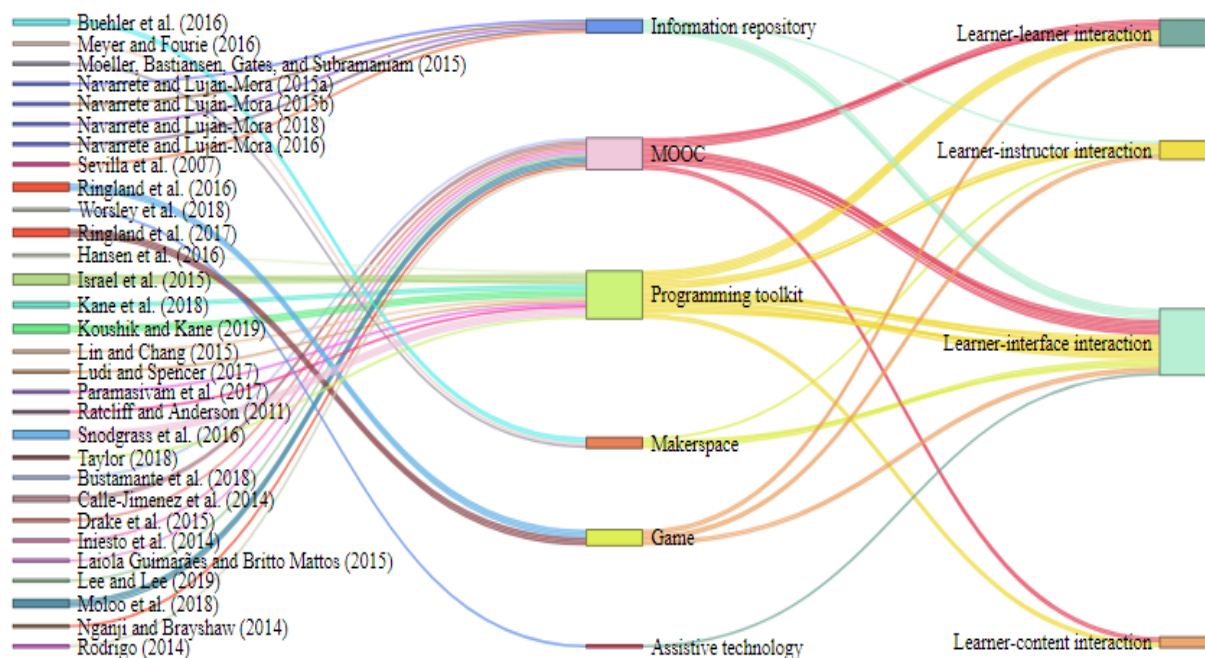 Buehler et al. (2016)
Meyer and Fourie (2016)
Moeller, Bastiansen, Gates, and Subramaniam (2015)
Navarrete and Luján-Mora (2015a)
Navarrete and Luján-Mora (2015b)
Navarrete and Luján-Mora (2018)
Navarrete and Luján-Mora (2016)
Sevilla et al. (2007)
Ringland et al. (2016)
Worsley et al. (2018)
Ringland et al. (2017)
Hansen et al. (2016)
Israel et al. (2015)
Kane et al. (2018)
Koushik and Kane (2019)
Lin and Chang (2015)
Ludi and Spencer (2017)
Paramasivam et al. (2017)
Ratcliff and Anderson (2011)
Snodgrass et al. (2016)
Taylor (2018)
Bustamante et al. (2018)
Calle-Jimenez et al. (2014)
Drake et al. (2015)
Iniesto et al. (2014)
Laiola Guimarães and Britto Mattos (2015)
Lee and Lee (2019)
Moloo et al. (2018)
Nganji and Brayshaw (2014)
Rodrigo (2014)
Information repository
MOOC
Programming toolkit
Makerspace
Game
Assistive technology
Learner-learner interaction
Learner-instructor interaction
Learner-interface interaction
Learner-content interaction